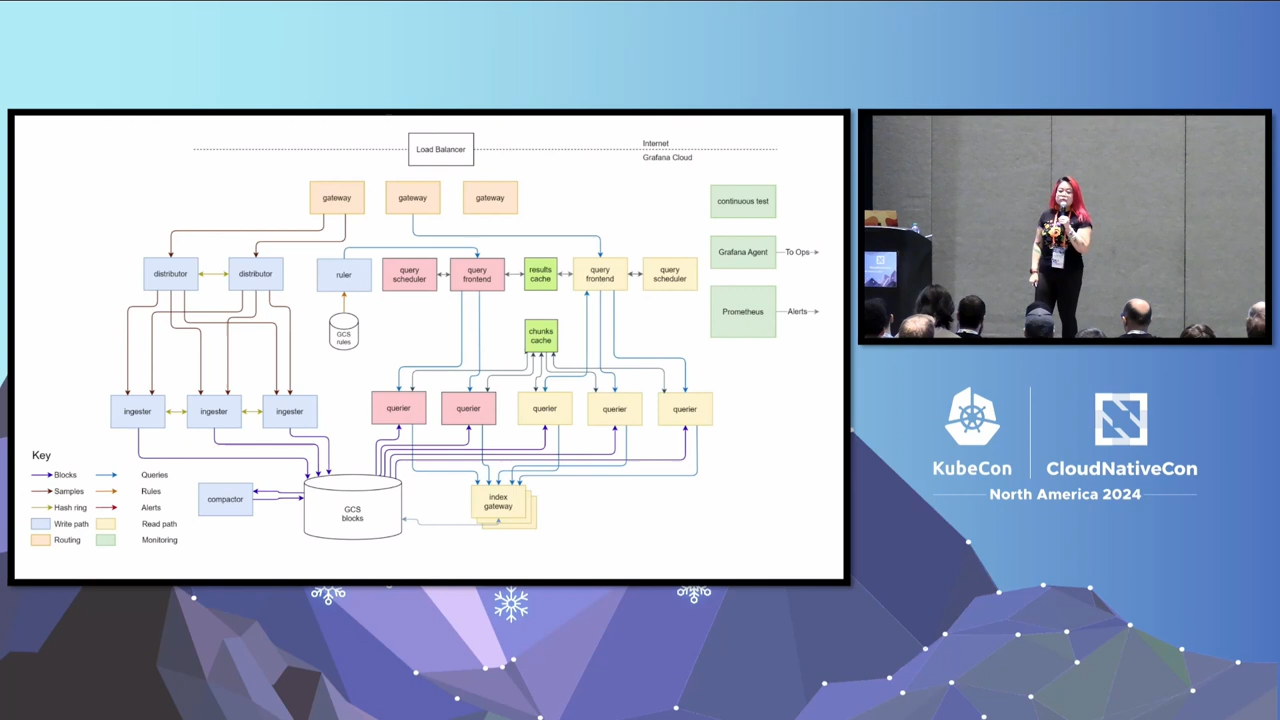 Load Balancer
Internet
Grafana Cloud
gateway
gateway
gateway
continuous test
distributor
distributor
ruler
query
scheduler
query
frontend
results
cache
query
frontend
query
scheduler
Grafana Agent
To Ops
GCS
rules
chunks
cache
Prometheus
Alerts
ingester
ingester
ingester
querier
querier
querier
querier
querier
Key
Blocks
Queries
Samples
Rules
Hash ring
Alerts
Write path
Read path
Routing
Monitoring
compactor
GCS
blocks
index
gateway
KubeCon
CloudNativeCon
North America 2024